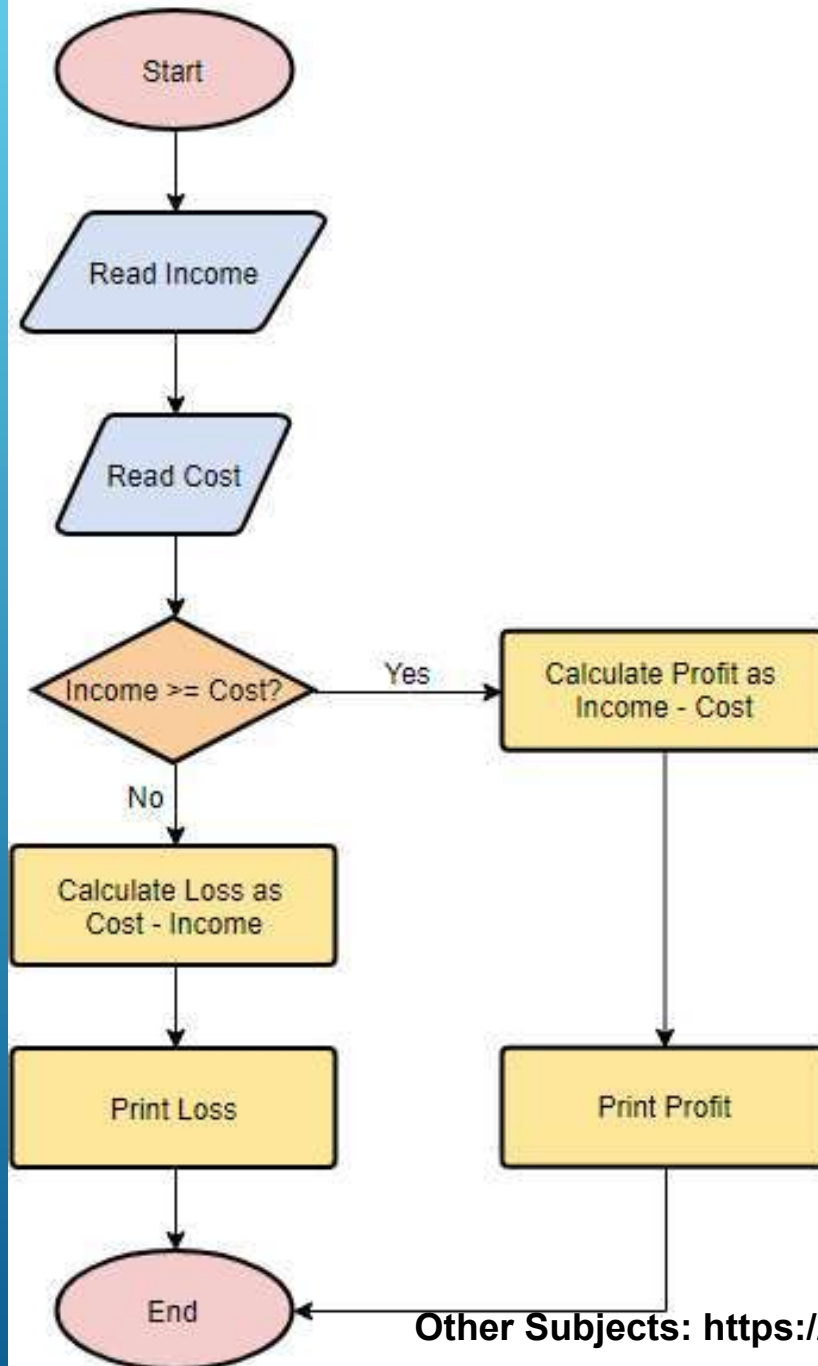 Start
Read Income
Read Cost
Income >= Cost?
Yes
Calculate Profit as
Income - Cost
No
Calculate Loss as
Cost - Income
Print Loss
Print Profit
End
Other Subjects: https:/